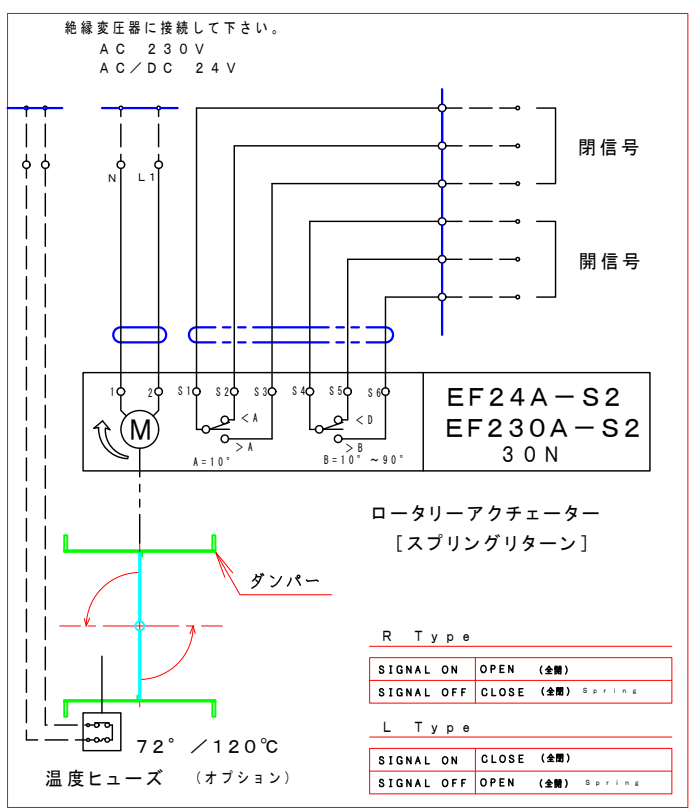 絶縁変圧器に接続して下さい。
AC 230V
AC/DC 24V
閉信号
N L1
開信号
1 2 S1 S2 S3 S4 S5 S6
<A
>A
A=10°
<D
>B
B=10° ~90°
M
EF24A-S2
EF230A-S2
30N
ロータリーアクチェーター
[スプリングリターン]
ダンパー
72° /120℃
温度ヒューズ (オプション)
R Type
SIGNAL ON OPEN (全開)
SIGNAL OFF CLOSE (全閉) Spring
L Type
SIGNAL ON CLOSE (全閉)
SIGNAL OFF OPEN (全開) Spring